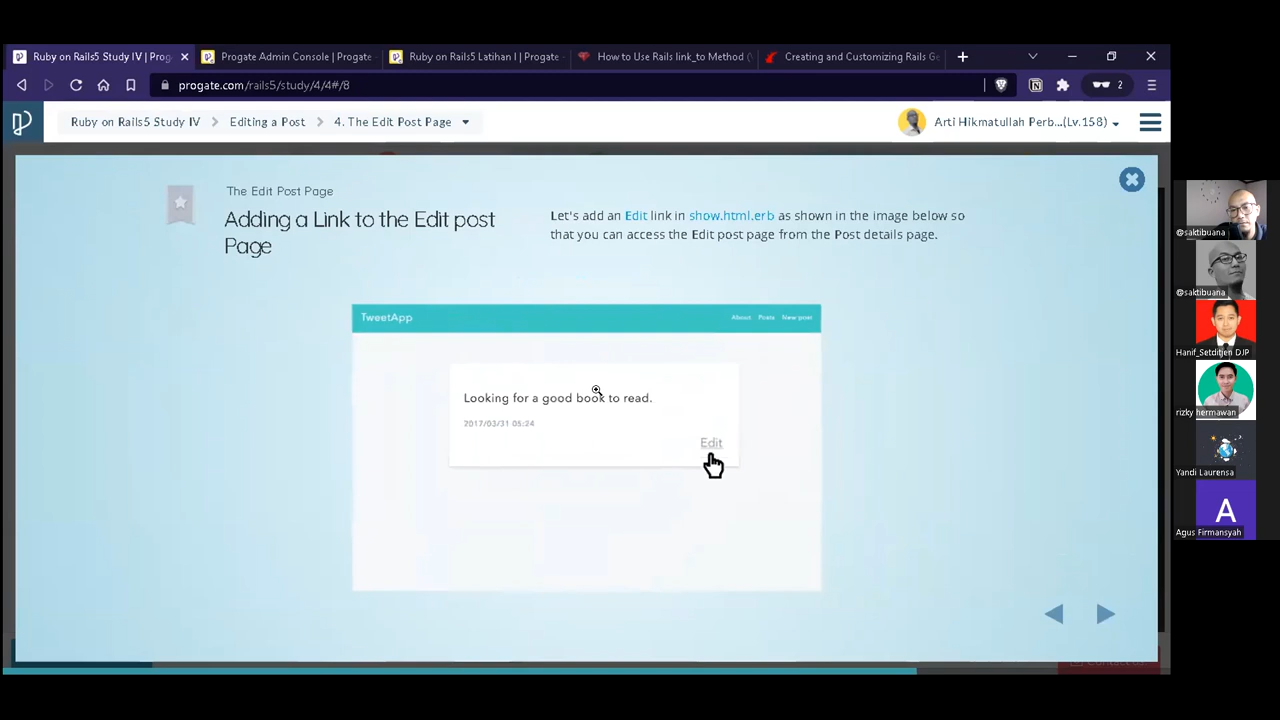 Ruby on Rails5 Study IV | Prog
Progate Admin Console | Progate
Ruby on Rails5 Latihan I | Progate
How to Use Rails link_to Method (
Creating and Customizing Rails Ge
progate.com/rails5/study/4/4#/8
2
Ruby on Rails5 Study IV
Editing a Post
4. The Edit Post Page
Arti Hikmatullah Perb...(Lv.158)
The Edit Post Page
Adding a Link to the Edit post
Page
Let's add an Edit link in show.html.erb as shown in the image below so
that you can access the Edit post page from the Post details page.
TweetApp
About Posts New post
Looking for a good book to read.
2017/03/31 05:24
Edit
Contact us
@saktibuana
@saktibuana
Hanif_Setditjen DJP
rizky hermawan
Yandi Laurensa
A
Agus Firmansyah